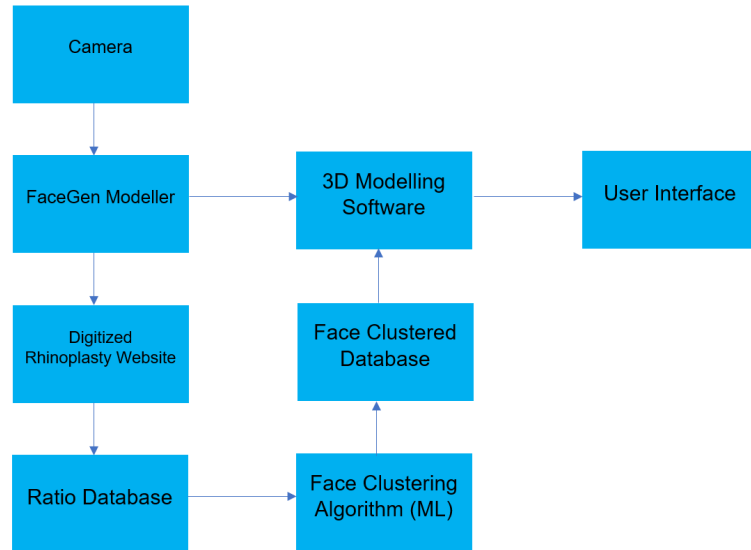 Camera
FaceGen Modeller
3D Modelling
Software
User Interface
Digitized
Rhinoplasty Website
Face Clustered
Database
Ratio Database
Face Clustering
Algorithm (ML)